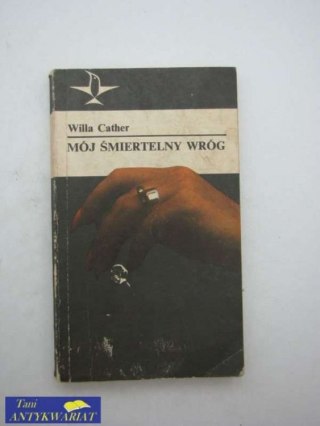 Willa Cather
MÓJ ŚMIERTELNY WRÓG
Tani
ANTYKWARIAT